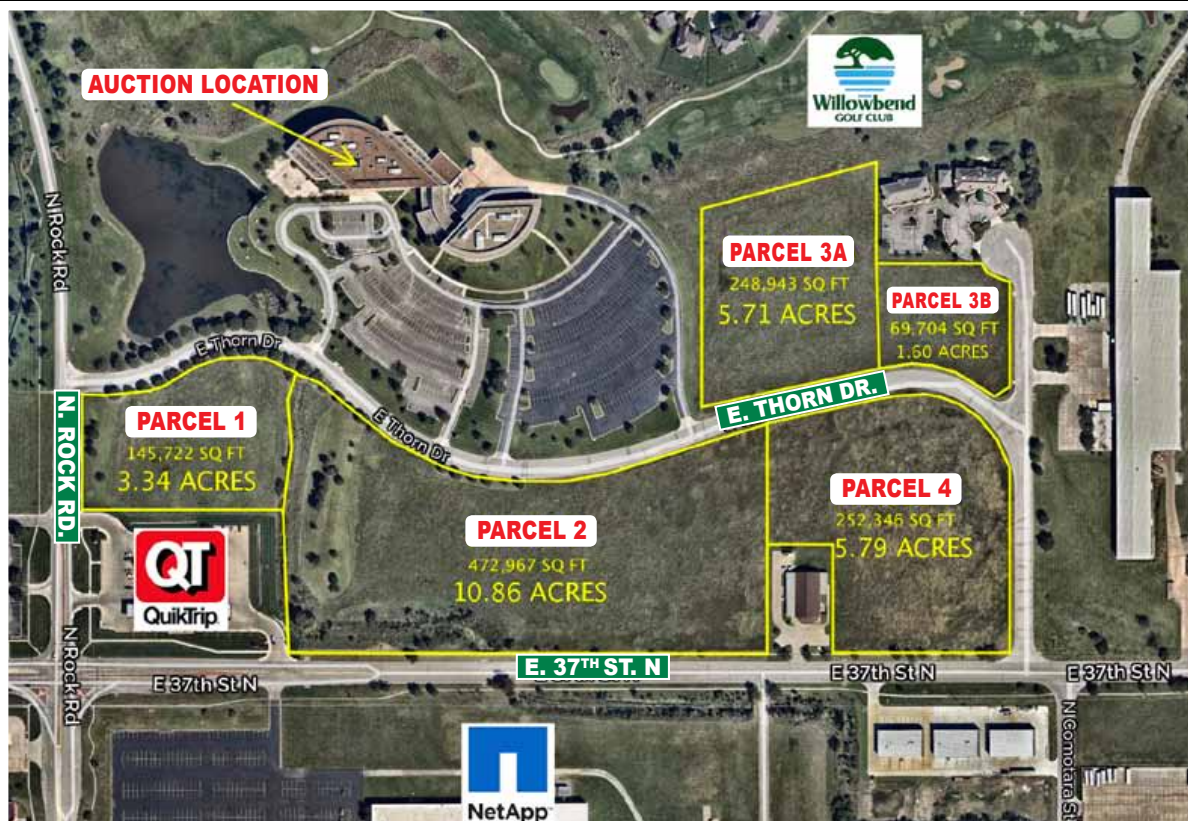 AUCTION LOCATION
Willowbend
GOLF CLUB
N Rock Rd
PARCEL 3A
248,943 SQ FT
5.71 ACRES
PARCEL 3B
69,704 SQ FT
1.60 ACRES
E Thorn Dr
E. THORN DR.
N. ROCK RD.
PARCEL 1
145,722 SQ FT
3.34 ACRES
E Thorn Dr
PARCEL 2
472,967 SQ FT
10.86 ACRES
PARCEL 4
252,346 SQ FT
5.79 ACRES
QT
QuikTrip
N Rock Rd
E 37th St N
E. 37TH ST. N
E 37th St N
E 37th St N
N Comotara St
NetApp™